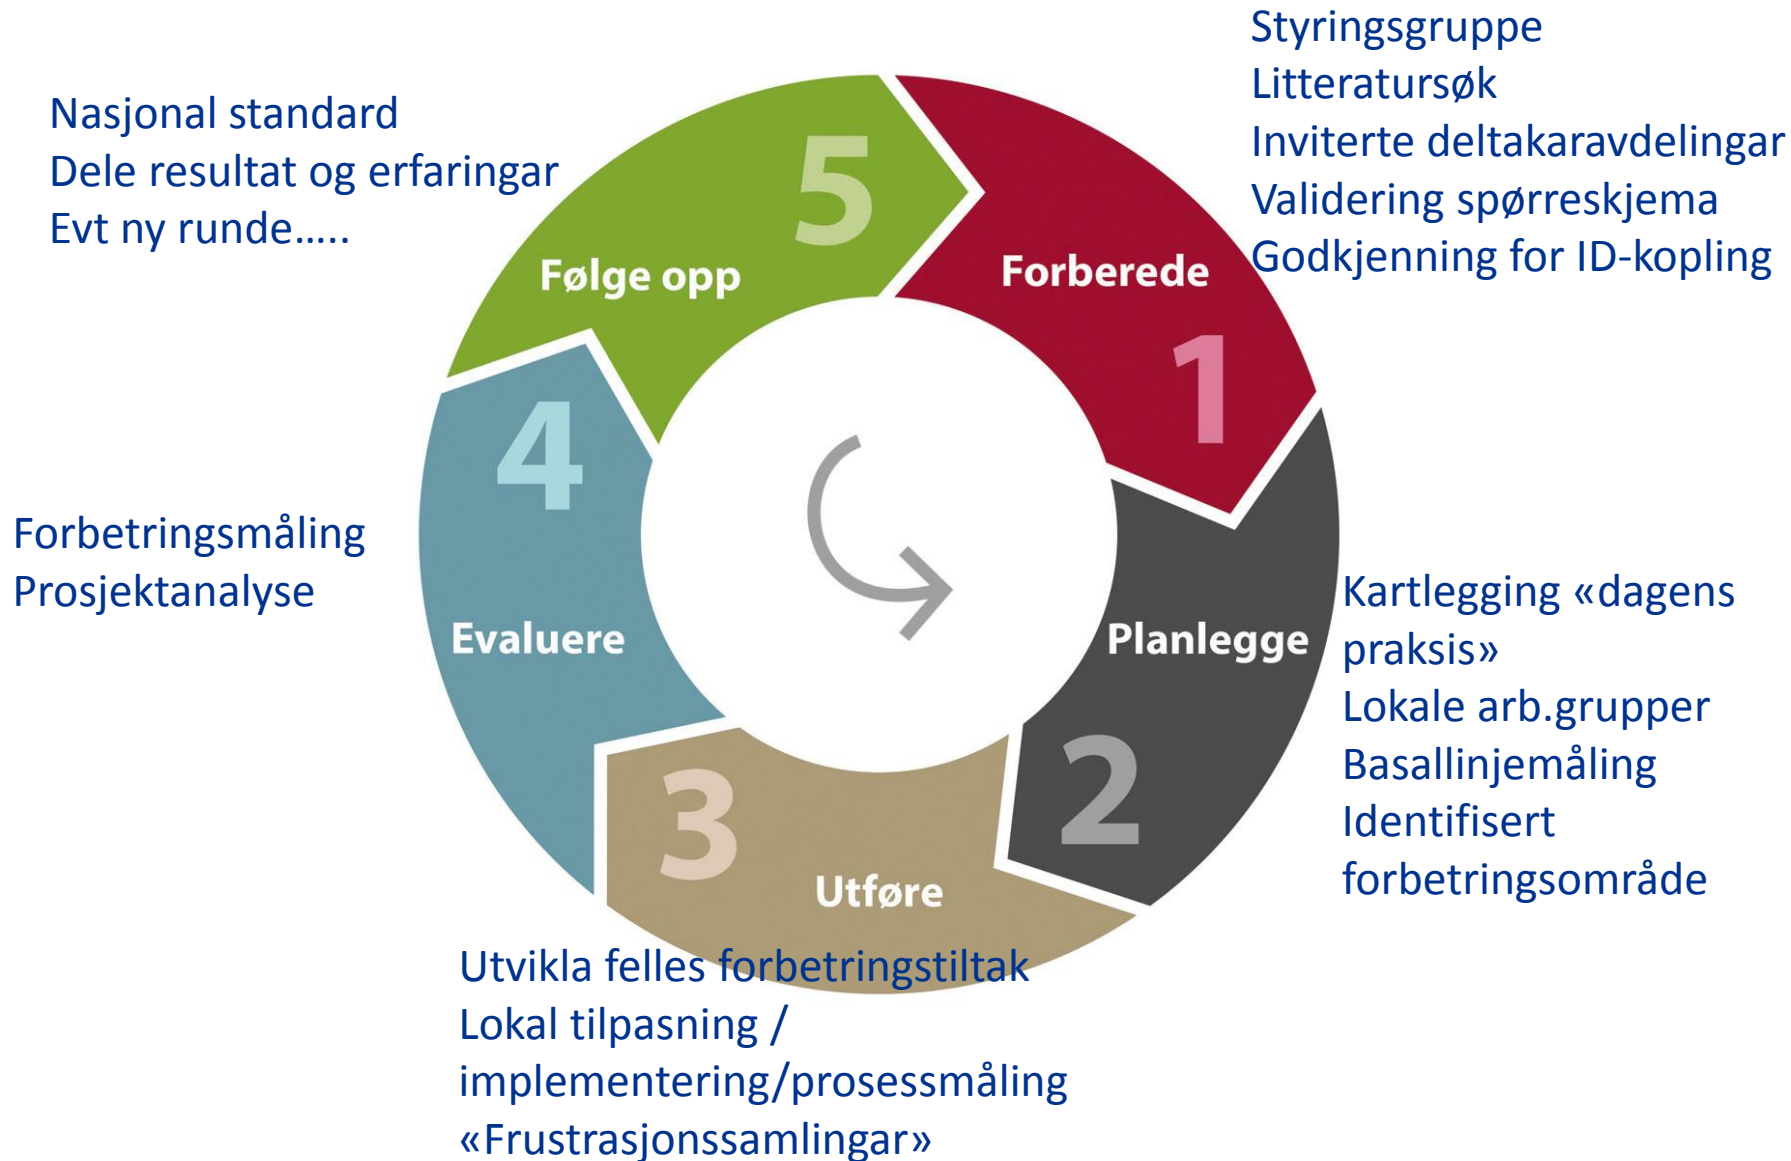 Styringsgruppe
Litteratursøk
Inviterte deltakaravdelingar
Validering spørreskjema
Godkjenning for ID-kopling
Nasjonal standard
Dele resultat og erfaringar
Evt ny runde…..
5
Følge opp
Forberede
1
4
Evaluere
Forbetringsmåling
Prosjektanalyse
Planlegge
2
Kartlegging «dagens
praksis»
Lokale arb.grupper
Basallinjemåling
Identifisert
forbetringsområde
3
Utføre
Utvikla felles forbetringstiltak
Lokal tilpasning /
implementering/prosessmåling
«Frustrasjonssamlingar»